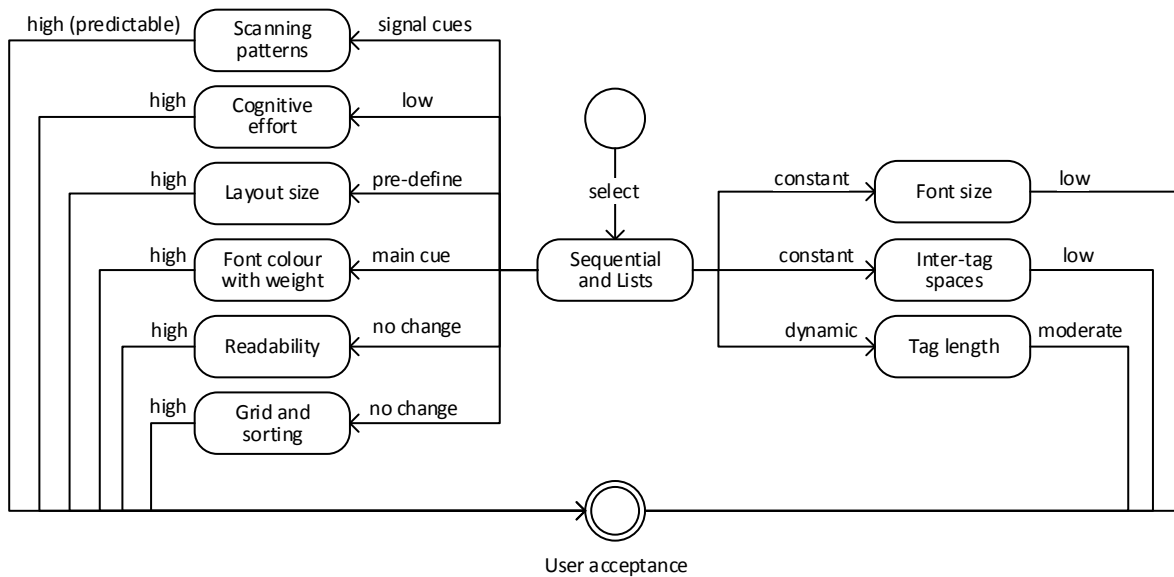 high (predictable)
Scanning
patterns
signal cues
high
Cognitive
effort
low
high
Layout size
pre-define
high
Font colour
with weight
main cue
high
Readability
no change
high
Grid and
sorting
no change
select
Sequential
and Lists
constant
Font size
low
constant
Inter-tag
spaces
low
dynamic
Tag length
moderate
User acceptance